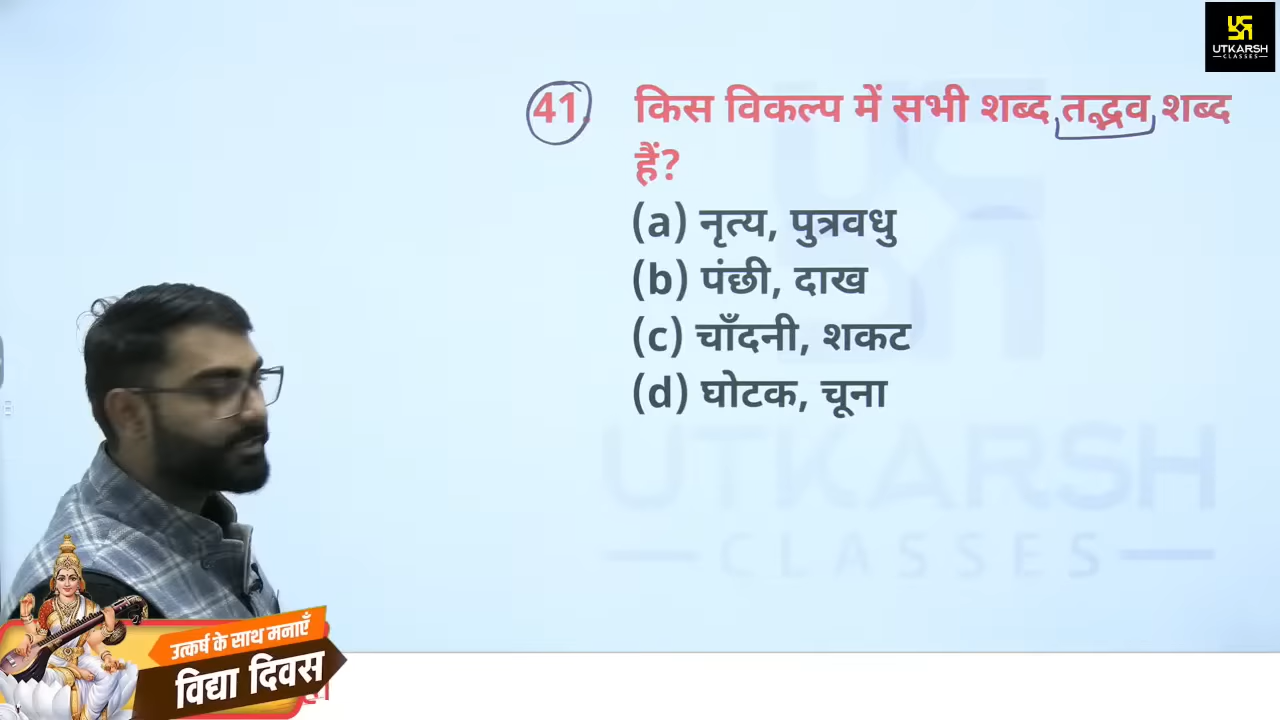 UTKARSH
CLASSES
41. किस विकल्प में सभी शब्द तद्भव शब्द
हैं?
(a) नृत्य, पुत्रवधु
(b) पंछी, दाख
(c) चाँदनी, शकट
(d) घोटक, चूना
UTKARSH
CLASSES
उत्कर्ष के साथ मनाएँ
विद्या दिवस